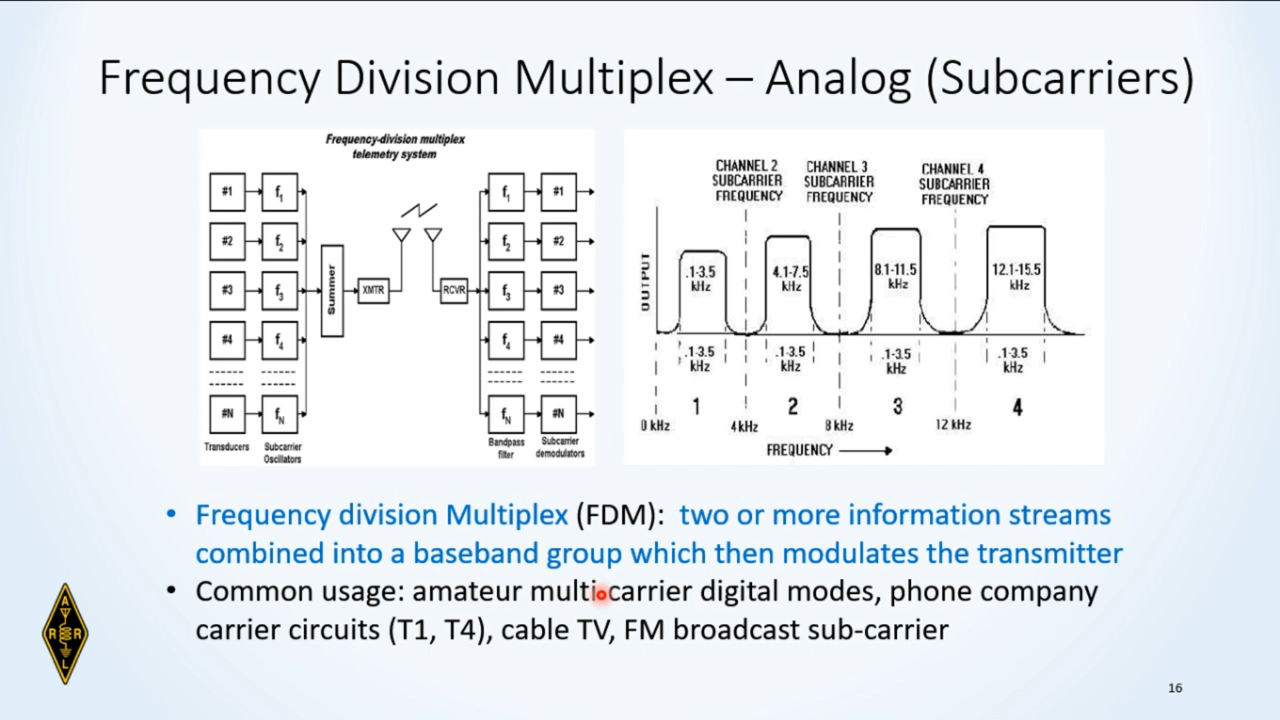 Frequency Division Multiplex – Analog (Subcarriers)
Frequency-division multiplex
telemetry system
#1 f1 f1 #1
#2 f2 f2 #2
#3 f3 Summer XMTR RCVR f3 #3
#4 f4 f4 #4
#N fN fN #N
Transducers
Subcarrier
Oscillators
Bandpass
filter
Subcarrier
demodulators
CHANNEL 2
SUBCARRIER
FREQUENCY
CHANNEL 3
SUBCARRIER
FREQUENCY
CHANNEL 4
SUBCARRIER
FREQUENCY
OUTPUT
.1-3.5
kHz
4.1-7.5
kHz
8.1-11.5
kHz
12.1-15.5
kHz
.1-3.5
kHz
.1-3.5
kHz
.1-3.5
kHz
.1-3.5
kHz
1 2 3 4
0 kHz 4 kHz 8 kHz 12 kHz
FREQUENCY
• Frequency division Multiplex (FDM): two or more information streams
combined into a baseband group which then modulates the transmitter
• Common usage: amateur multi-carrier digital modes, phone company
carrier circuits (T1, T4), cable TV, FM broadcast sub-carrier
A
R R
L
16